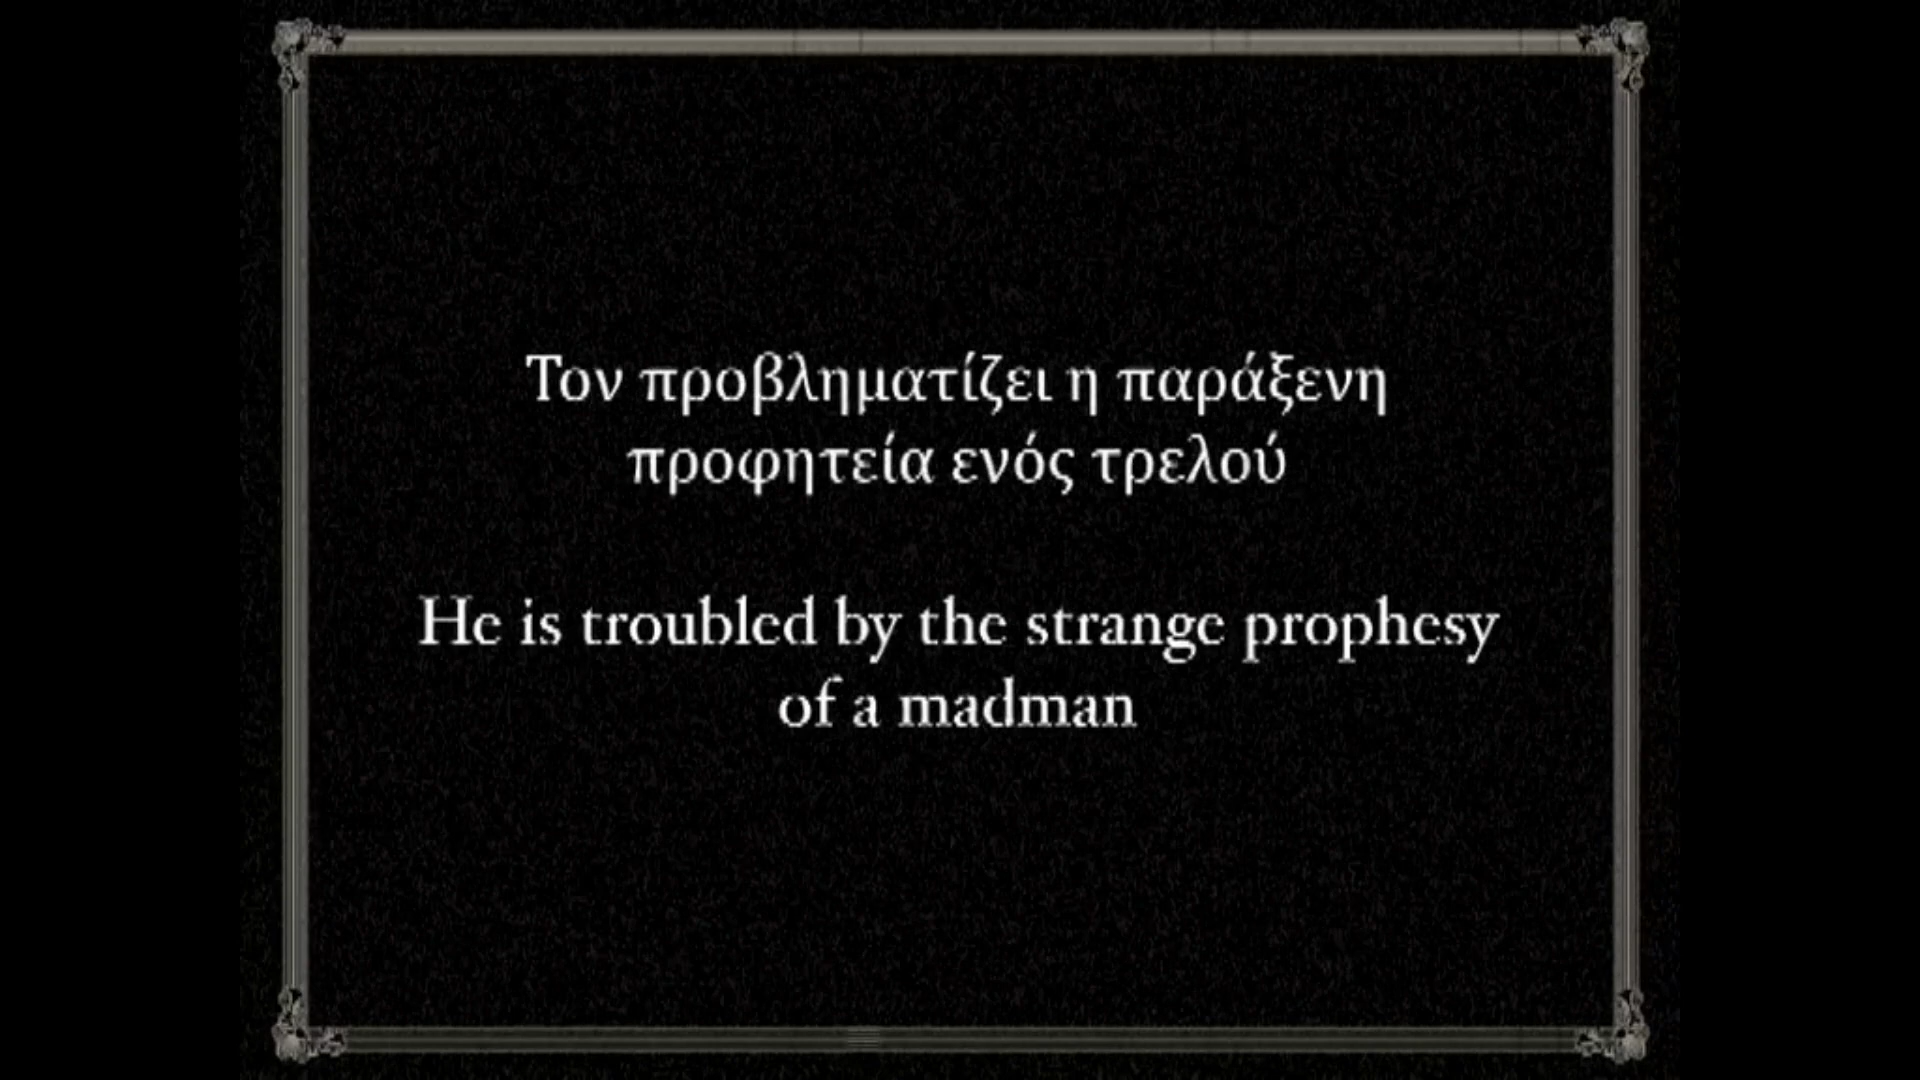 Τον προβληματίζει η παράξενη
προφητεία ενός τρελού
He is troubled by the strange prophesy
of a madman